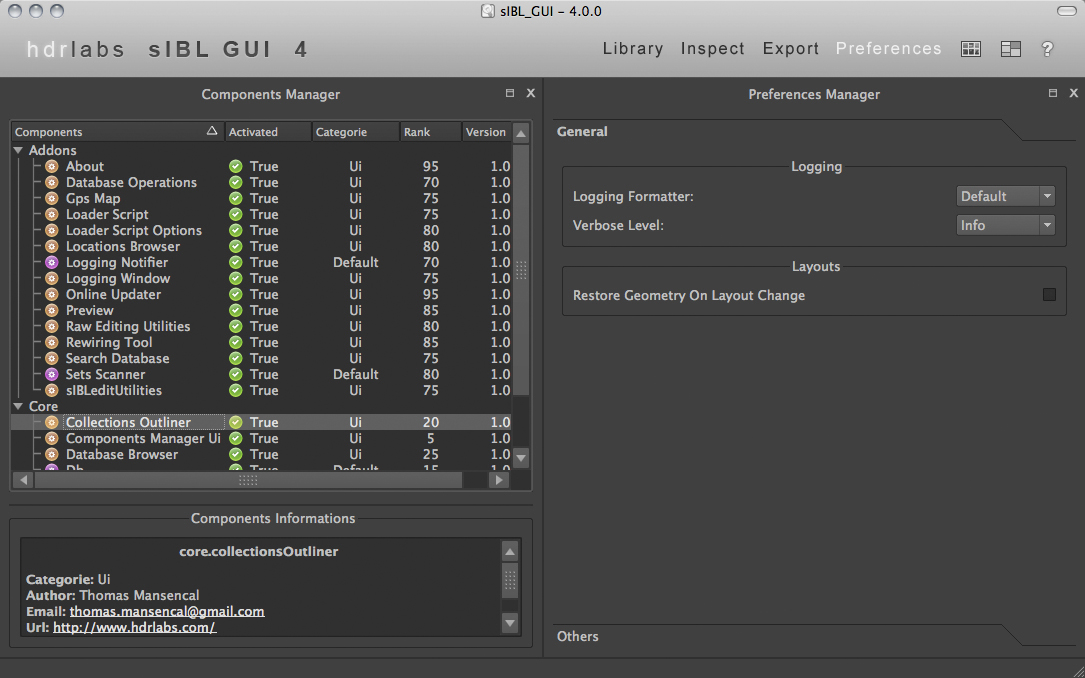 sIBL_GUI - 4.0.0
hdrlabs sIBL GUI 4
Library Inspect Export Preferences ?
Components Manager
Components Activated Categorie Rank Version
Addons
About True Ui 95 1.0
Database Operations True Ui 70 1.0
Gps Map True Ui 75 1.0
Loader Script True Ui 75 1.0
Loader Script Options True Ui 80 1.0
Locations Browser True Ui 80 1.0
Logging Notifier True Default 70 1.0
Logging Window True Ui 75 1.0
Online Updater True Ui 95 1.0
Preview True Ui 85 1.0
Raw Editing Utilities True Ui 80 1.0
Rewiring Tool True Ui 85 1.0
Search Database True Ui 75 1.0
Sets Scanner True Default 80 1.0
sIBLeditUtilities True Ui 75 1.0
Core
Collections Outliner True Ui 20 1.0
Components Manager Ui True Ui 5 1.0
Database Browser True Ui 25 1.0
Db True Default 15 1.0
Components Informations
core.collectionsOutliner
Categorie: Ui
Author: Thomas Mansencal
Email: thomas.mansencal@gmail.com
Url: http://www.hdrlabs.com/
Preferences Manager
General
Logging
Logging Formatter: Default
Verbose Level: Info
Layouts
Restore Geometry On Layout Change
Others